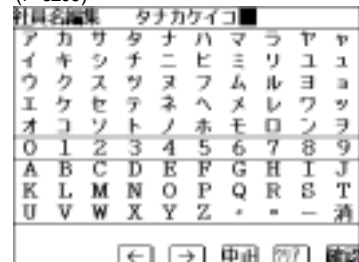 社員名編集 タナカケイコ
ア カ サ タ ナ ハ マ ラ ヤ ャ
イ キ シ チ ニ ヒ ミ リ ユ ュ
ウ ク ス ツ ヌ フ ム ル ヨ ョ
エ ケ セ テ ネ ヘ メ レ ワ ッ
オ コ ソ ト ノ ホ モ ロ ン ヲ
0 1 2 3 4 5 6 7 8 9
A B C D E F G H I J
K L M N O P Q R S T
U V W X Y Z ゛ ゜ ー 消
← → 中止 クリア 確認